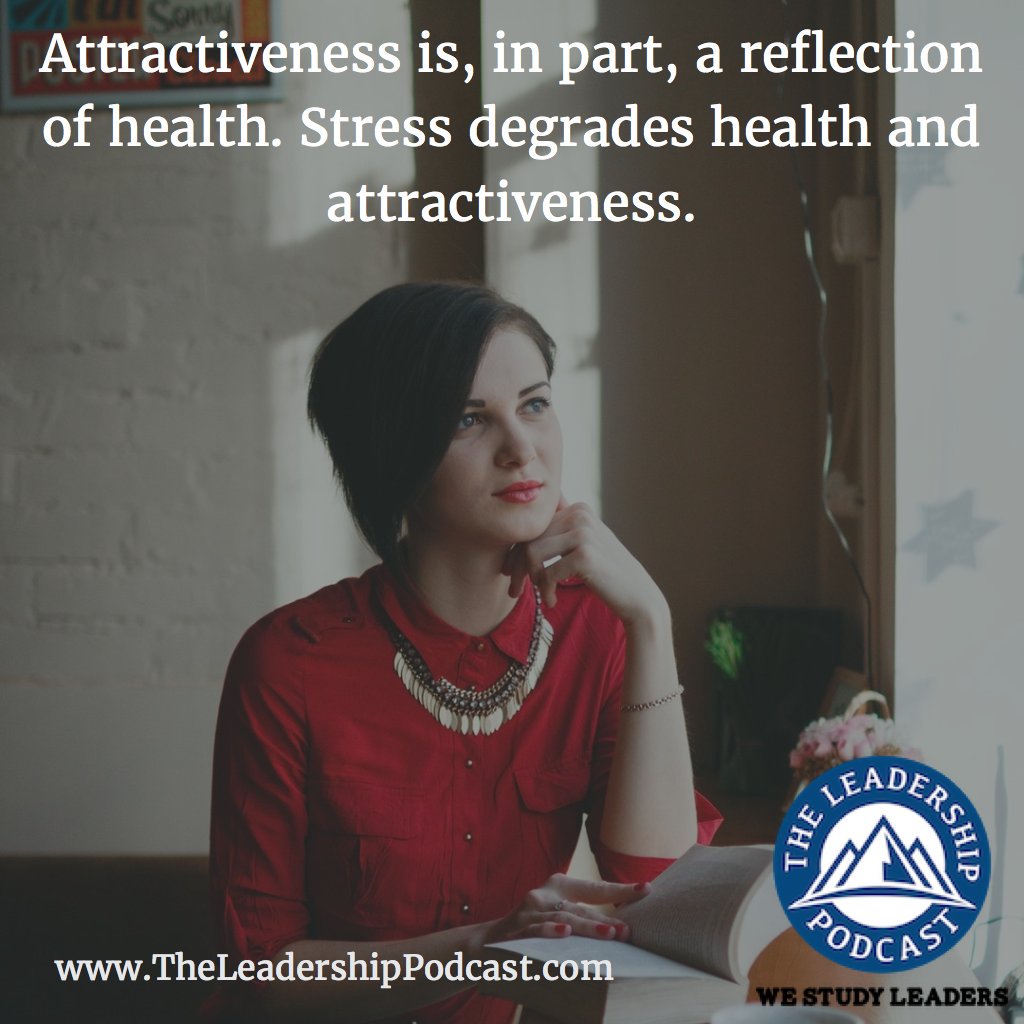 Sonny
Attractiveness is, in part, a reflection
of health. Stress degrades health and
attractiveness.
THE LEADERSHIP
PODCAST
www.TheLeadershipPodcast.com
WE STUDY LEADERS